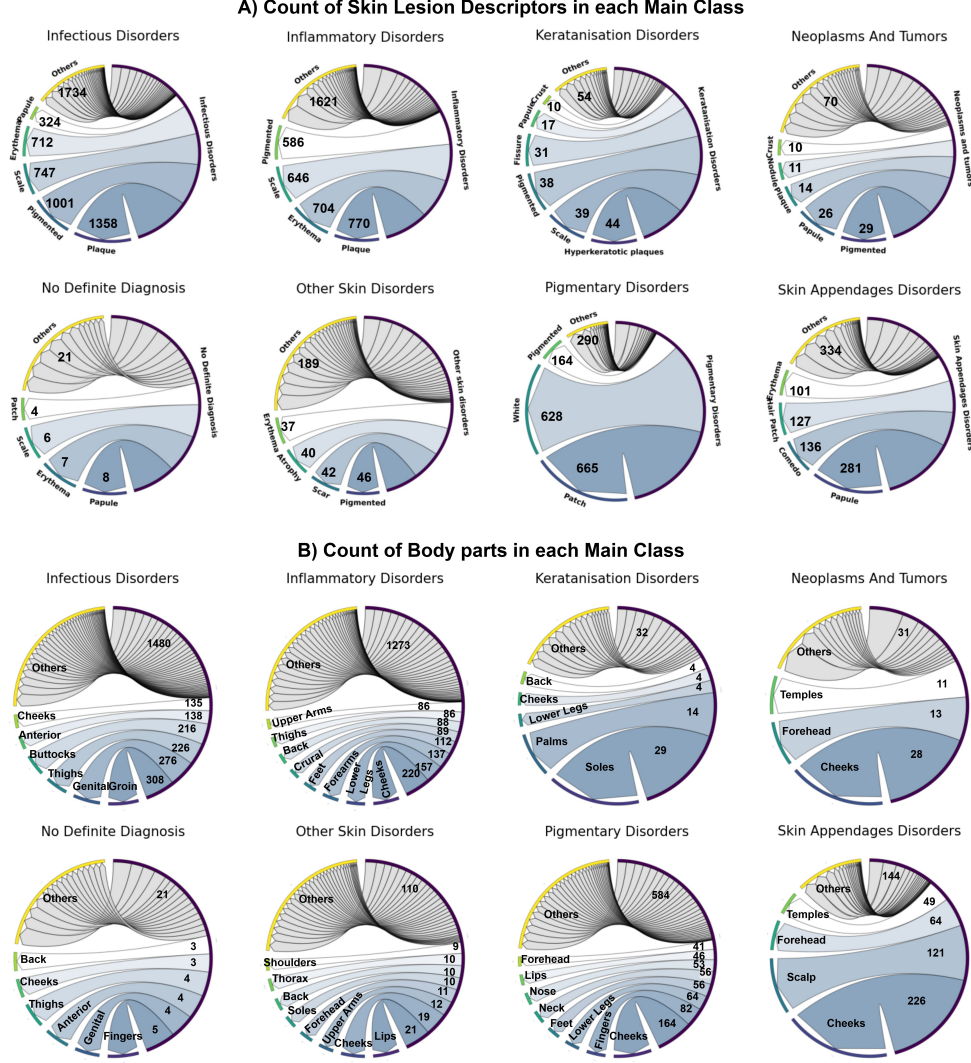 A) Count of Skin Lesion Descriptors in each Main Class
Infectious Disorders
Others
1734
Papule
324
Erythema
712
Scale
747
Pigmented
1001
Plaque
1358
Infectious Disorders
Inflammatory Disorders
Others
1621
Pigmented
586
Scale
646
Erythema
704
Plaque
770
Inflammatory Disorders
Keratanisation Disorders
Others
54
Crust
10
Papule
17
Fissure
31
Pigmented
38
Scale
39
Hyperkeratotic plaques
44
Keratanisation Disorders
Neoplasms And Tumors
Others
70
Crust
10
Nodule
11
Plaque
14
Papule
26
Pigmented
29
Neoplasms and tumors
No Definite Diagnosis
Others
21
Patch
4
Scale
6
Erythema
7
Papule
8
No Definite Diagnosis
Other Skin Disorders
Others
189
Erythema
37
Atrophy
40
Scar
42
Pigmented
46
Other skin disorders
Pigmentary Disorders
Others
290
Pigmented
164
White
628
Patch
665
Pigmentary Disorders
Skin Appendages Disorders
Others
334
Erythema
101
Patch
127
Comedo
136
Papule
281
Skin Appendages Disorders
B) Count of Body parts in each Main Class
Infectious Disorders
Others
1480
Cheeks
135
Anterior
138
Buttocks
216
Thighs
226
Genital
276
Groin
308
Inflammatory Disorders
Others
1273
Upper Arms
86
Thighs
86
Back
88
Crural
89
Feet
112
Forearms
137
Lower Legs
157
Cheeks
220
Keratanisation Disorders
Others
32
Back
4
Cheeks
4
Lower Legs
4
Palms
14
Soles
29
Neoplasms And Tumors
Others
31
Temples
11
Forehead
13
Cheeks
28
No Definite Diagnosis
Others
21
Back
3
Cheeks
3
Thighs
4
Anterior
4
Genital
4
Fingers
5
Other Skin Disorders
Others
110
Shoulders
9
Thorax
10
Back
10
Soles
10
Forehead
11
Upper Arms
12
Cheeks
19
Lips
21
Pigmentary Disorders
Others
584
Forehead
41
Lips
46
Nose
53
Neck
56
Feet
56
Lower Legs
64
Fingers
82
Cheeks
164
Skin Appendages Disorders
Others
144
Temples
49
Forehead
64
Scalp
121
Cheeks
226